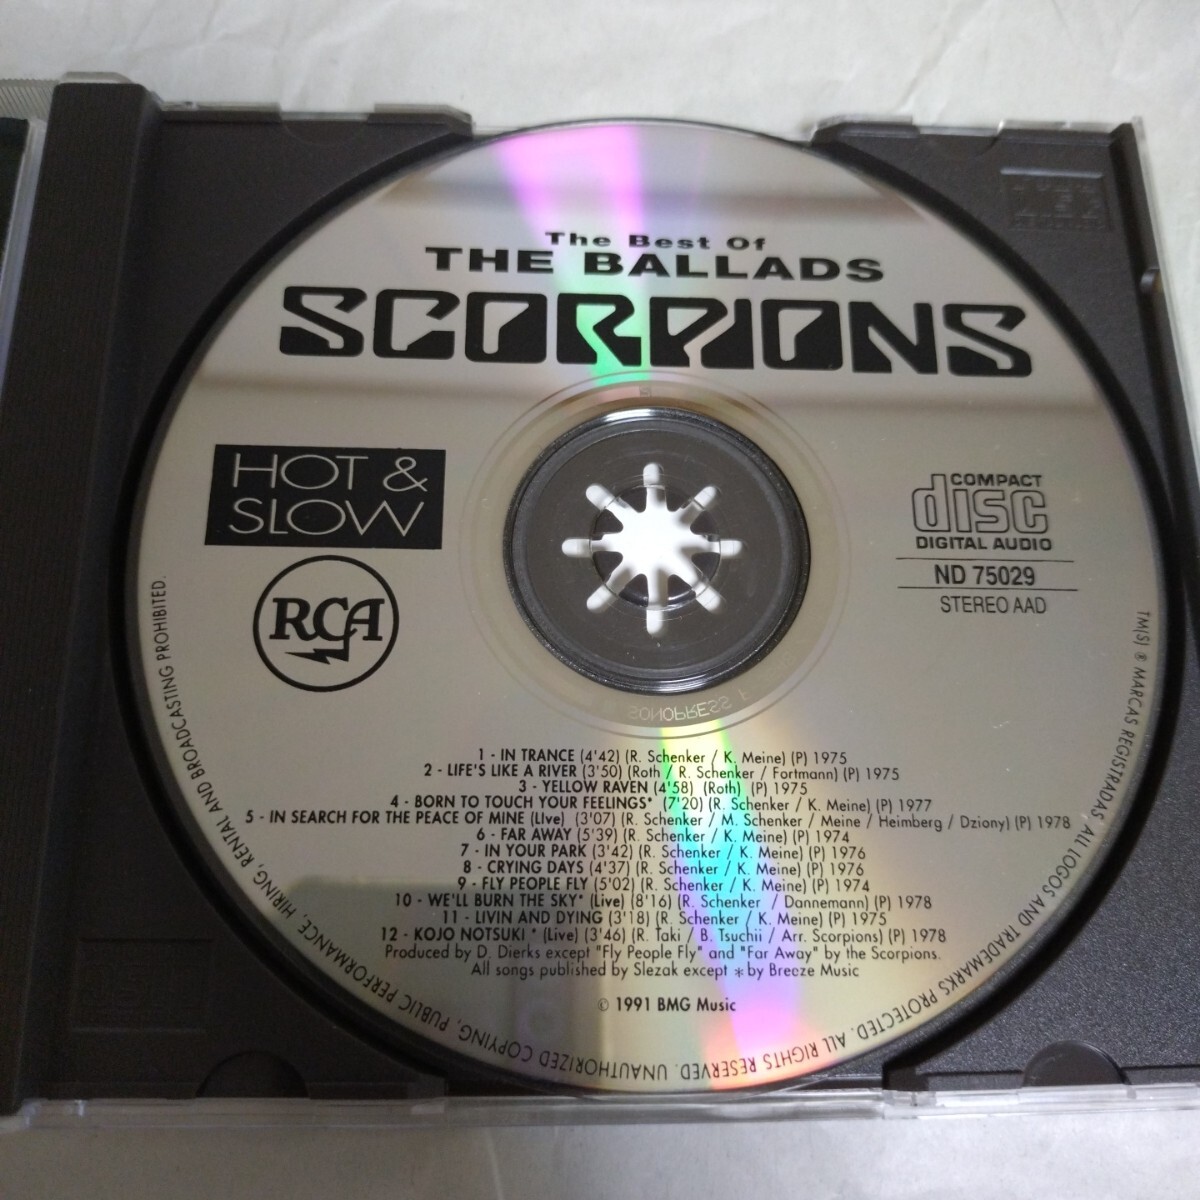 The Best Of
THE BALLADS
SCORPIONS
HOT &
SLOW
RCA
COMPACT
disc
DIGITAL AUDIO
ND 75029
STEREO AAD
SONOPRESS
1 - IN TRANCE (4'42) (R. Schenker / K. Meine) (P) 1975
2 - LIFE'S LIKE A RIVER (3'50) (Roth / R. Schenker / Fortmann) (P) 1975
3 - YELLOW RAVEN (4'58) (Roth) (P) 1975
4 - BORN TO TOUCH YOUR FEELINGS* (7'20) (R. Schenker / K. Meine) (P) 1977
5 - IN SEARCH FOR THE PEACE OF MINE (Live) (3'07) (R. Schenker / M. Schenker / Meine / Heimberg / Dziony) (P) 1978
6 - FAR AWAY (5'39) (R. Schenker / K. Meine) (P) 1974
7 - IN YOUR PARK (3'42) (R. Schenker / K. Meine) (P) 1976
8 - CRYING DAYS (4'37) (R. Schenker / K. Meine) (P) 1976
9 - FLY PEOPLE FLY (5'02) (R. Schenker / K. Meine) (P) 1974
10 - WE'LL BURN THE SKY* (Live) (8'16) (R. Schenker / Dannemann) (P) 1978
11 - LIVIN AND DYING (3'18) (R. Schenker / K. Meine) (P) 1975
12 - KOJO NOTSUKI * (Live) (3'46) (R. Taki / B. Tsuchii / Arr. Scorpions) (P) 1978
Produced by D. Dierks except "Fly People Fly" and "Far Away" by the Scorpions.
All songs published by Slezak except * by Breeze Music
© 1991 BMG Music
TM(S) ® MARCAS REGISTRADAS. ALL LOGOS AND TRADEMARKS PROTECTED. ALL RIGHTS RESERVED. UNAUTHORIZED COPYING, PUBLIC PERFORMANCE, HIRING, RENTAL AND BROADCASTING PROHIBITED.